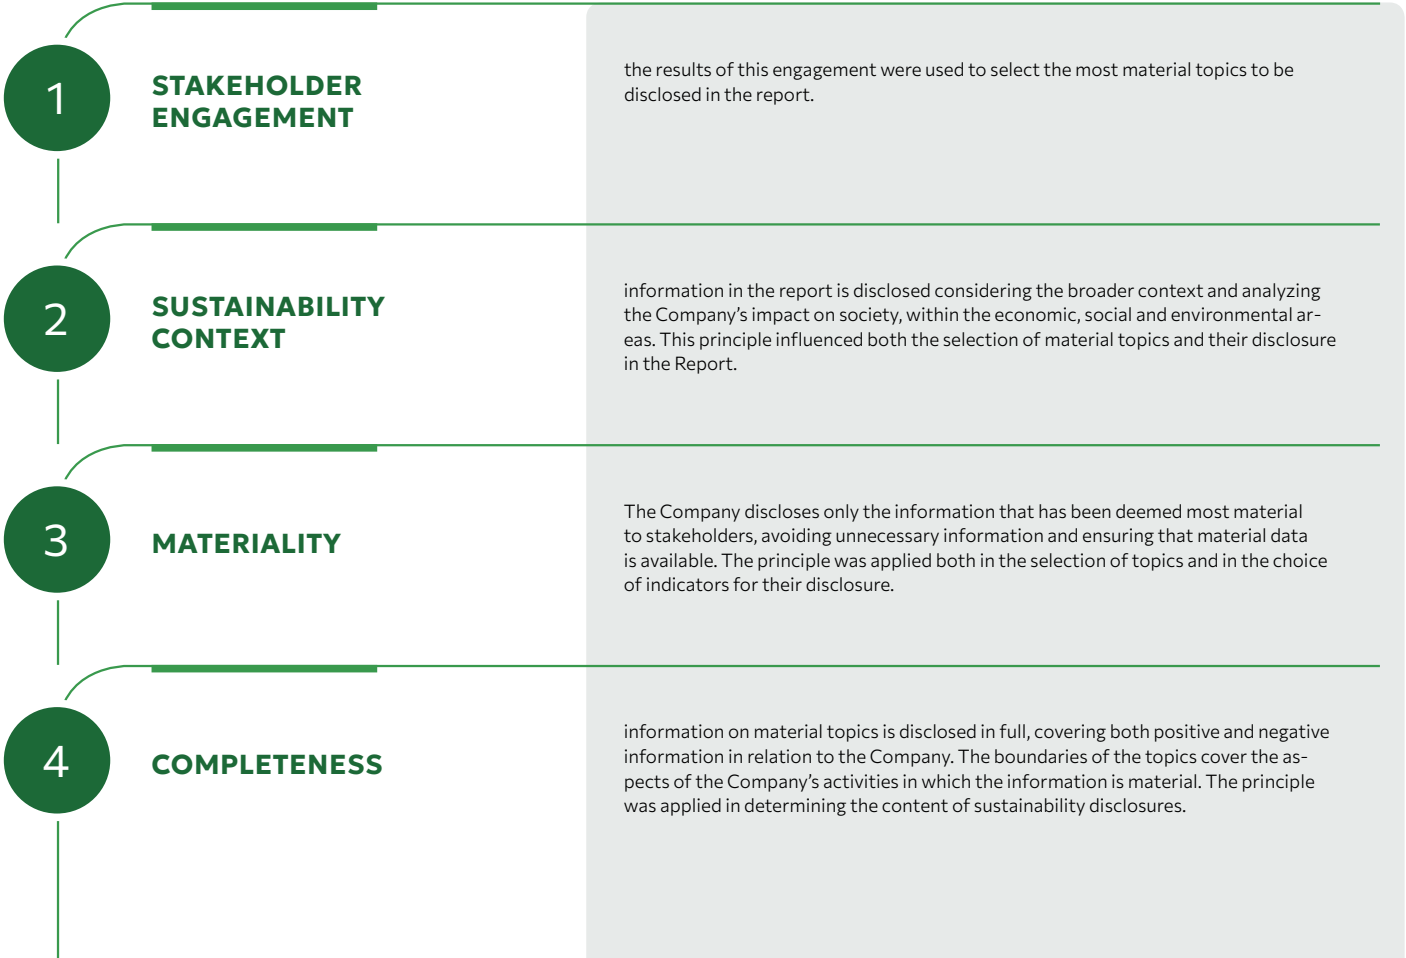 1
STAKEHOLDER
ENGAGEMENT
the results of this engagement were used to select the most material topics to be
disclosed in the report.
2
SUSTAINABILITY
CONTEXT
information in the report is disclosed considering the broader context and analyzing
the Company’s impact on society, within the economic, social and environmental ar-
eas. This principle influenced both the selection of material topics and their disclosure
in the Report.
3
MATERIALITY
The Company discloses only the information that has been deemed most material
to stakeholders, avoiding unnecessary information and ensuring that material data
is available. The principle was applied both in the selection of topics and in the choice
of indicators for their disclosure.
4
COMPLETENESS
information on material topics is disclosed in full, covering both positive and negative
information in relation to the Company. The boundaries of the topics cover the as-
pects of the Company’s activities in which the information is material. The principle
was applied in determining the content of sustainability disclosures.